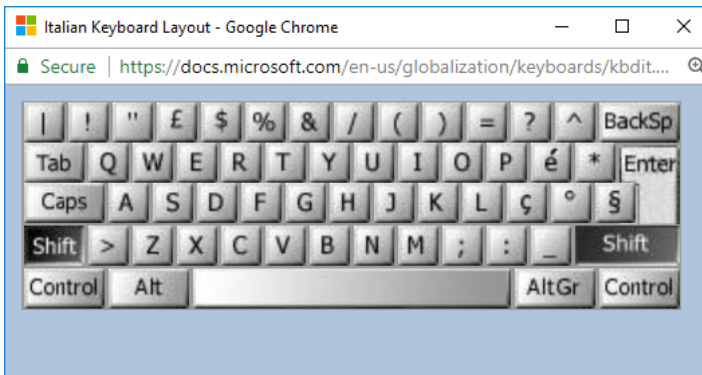 Italian Keyboard Layout - Google Chrome
Secure | https://docs.microsoft.com/en-us/globalization/keyboards/kbdit....
| ! " £ $ % & / ( ) = ? ^ BackSp
Tab Q W E R T Y U I O P é * Enter
Caps A S D F G H J K L ç ° §
Shift > Z X C V B N M ; : _ Shift
Control Alt AltGr Control